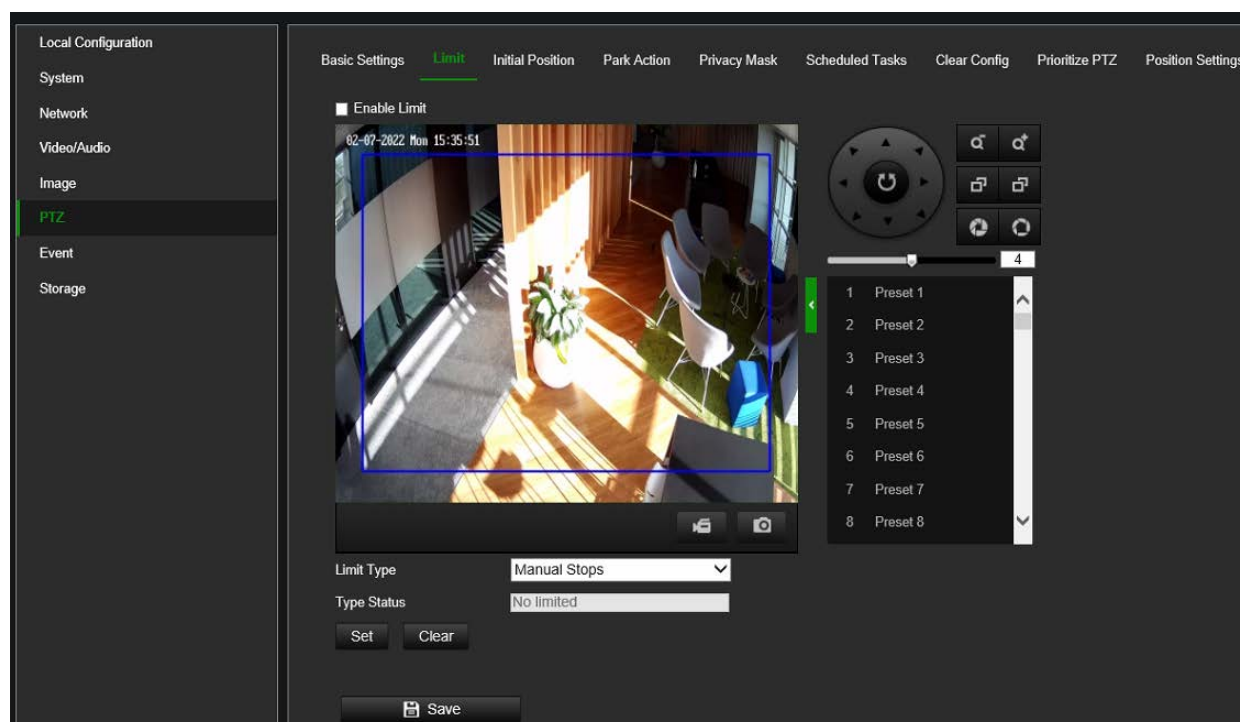 Local Configuration
System
Network
Video/Audio
Image
PTZ
Event
Storage
Basic Settings Limit Initial Position Park Action Privacy Mask Scheduled Tasks Clear Config Prioritize PTZ Position Settings
Enable Limit
02-07-2022 Mon 15:35:51
4
1 Preset 1
2 Preset 2
3 Preset 3
4 Preset 4
5 Preset 5
6 Preset 6
7 Preset 7
8 Preset 8
Limit Type Manual Stops
Type Status No limited
Set Clear
Save